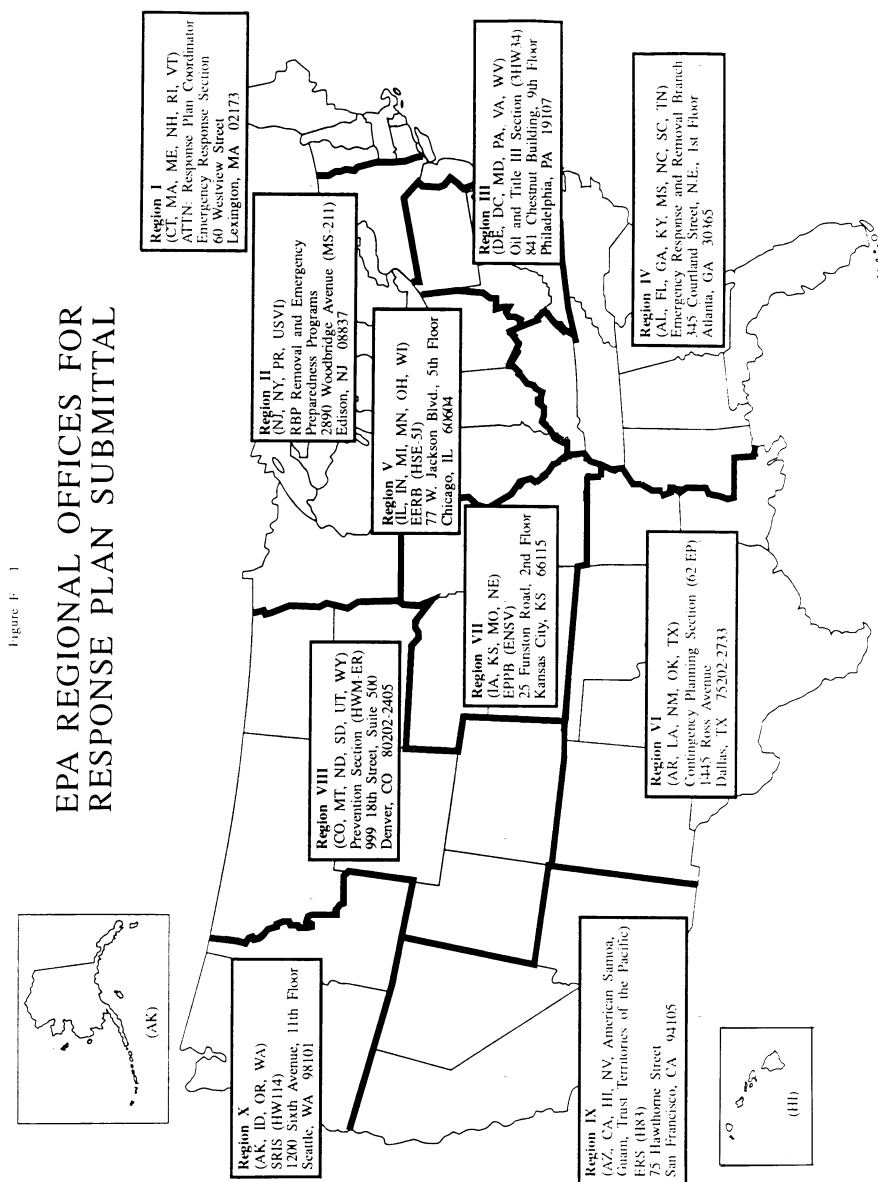 Figure F 1
EPA REGIONAL OFFICES FOR
RESPONSE PLAN SUBMITTAL
(AK)
Region X
(AK, ID, OR, WA)
SRIS (HW114)
1200 Sixth Avenue, 11th Floor
Seattle, WA 98101
Region VIII
(CO, MT, ND, SD, UT, WY)
Prevention Section (HWM-ER)
999 18th Street, Suite 500
Denver, CO 80202-2405
Region V
(IL, IN, MI, MN, OH, WI)
EERB (HSE-5J)
77 W. Jackson Blvd., 5th Floor
Chicago, IL 60604
Region II
(NJ, NY, PR, USVI)
RBP Removal and Emergency
Preparedness Programs
2890 Woodbridge Avenue (MS-211)
Edison, NJ 08837
Region I
(CT, MA, ME, NH, RI, VT)
ATTN: Response Plan Coordinator
Emergency Response Section
60 Westview Street
Lexington, MA 02173
Region VII
(IA, KS, MO, NE)
EPPB (ENSV)
25 Funston Road, 2nd Floor
Kansas City, KS 66115
Region III
(DE, DC, MD, PA, VA, WV)
Oil and Title III Section (3HW34)
841 Chestnut Building, 9th Floor
Philadelphia, PA 19107
Region IX
(AZ, CA, HI, NV, American Samoa,
Guam, Trust Territories of the Pacific)
ERS (H83)
75 Hawthorne Street
San Francisco, CA 94105
Region VI
(AR, LA, NM, OK, TX)
Contingency Planning Section (62 EP)
1445 Ross Avenue
Dallas, TX 75202-2733
Region IV
(AL, FL, GA, KY, MS, NC, SC, TN)
Emergency Response and Removal Branch
345 Courtland Street, N.E., 1st Floor
Atlanta, GA 30365
(HI)